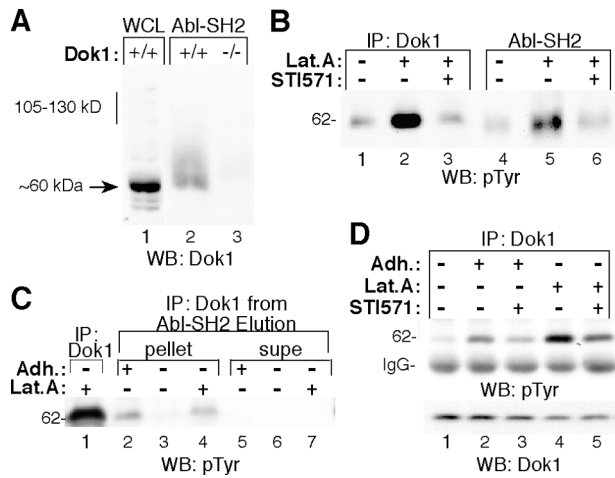 A
WCL Abl-SH2
Dok1: +/+ +/+ -/-
105-130 kD
~60 kDa
1 2 3
WB: Dok1
B
IP: Dok1 Abl-SH2
Lat.A: - + + - + +
STI571: - - + - - +
62-
1 2 3 4 5 6
WB: pTyr
C
IP: Dok1 from
Abl-SH2 Elution
IP:
Dok1 pellet supe
Adh.: - + - - + - -
Lat.A: + - - + - - +
62-
1 2 3 4 5 6 7
WB: pTyr
D
IP: Dok1
Adh.: - + + - -
Lat.A: - - - + +
STI571: - - + - +
62-
IgG-
WB: pTyr
1 2 3 4 5
WB: Dok1